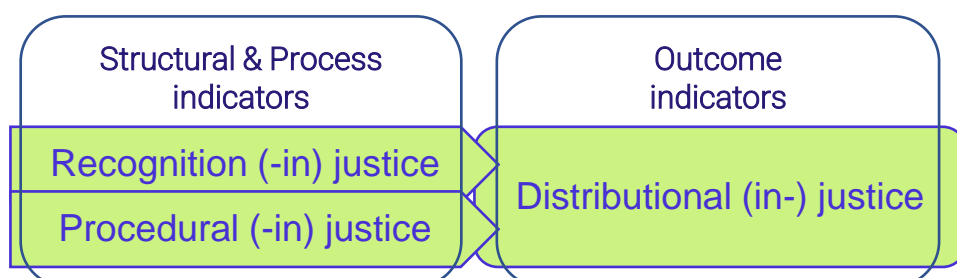 Structural & Process
indicators
Outcome
indicators
Recognition (-in) justice
Procedural (-in) justice
Distributional (in-) justice